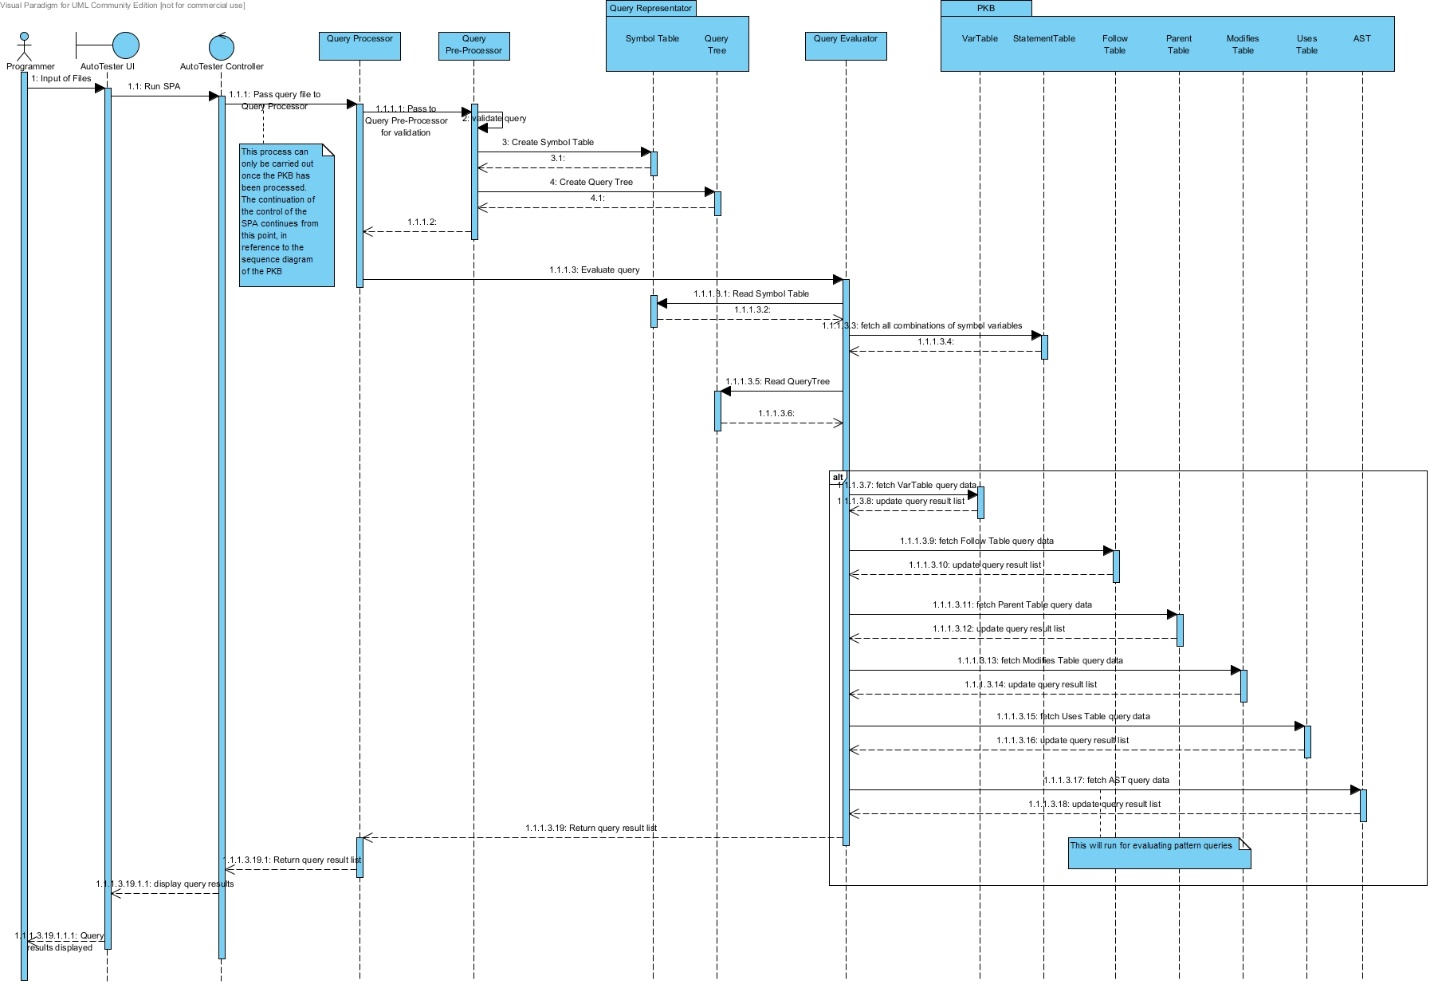 Visual Paradigm for UML Community Edition [not for commercial use]
Query Representator
PKB
Programmer
AutoTester UI
AutoTester Controller
Query Processor
Query
Pre-Processor
Symbol Table
Query
Tree
Query Evaluator
VarTable
StatementTable
Follow
Table
Parent
Table
Modifies
Table
Uses
Table
AST
1: Input of Files
1.1: Run SPA
1.1.1: Pass query file to
Query Processor
1.1.1.1: Pass to
Query Pre-Processor
for validation
2: validate query
This process can
only be carried out
once the PKB has
been processed.
The continuation of
the control of the
SPA continues from
this point, in
reference to the
sequence diagram
of the PKB
3: Create Symbol Table
3.1:
4: Create Query Tree
4.1:
1.1.1.2:
1.1.1.3: Evaluate query
1.1.1.3.1: Read Symbol Table
1.1.1.3.2:
1.1.1.3.3: fetch all combinations of symbol variables
1.1.1.3.4:
1.1.1.3.5: Read QueryTree
1.1.1.3.6:
alt
1.1.1.3.7: fetch VarTable query data
1.1.1.3.8: update query result list
1.1.1.3.9: fetch Follow Table query data
1.1.1.3.10: update query result list
1.1.1.3.11: fetch Parent Table query data
1.1.1.3.12: update query result list
1.1.1.3.13: fetch Modifies Table query data
1.1.1.3.14: update query result list
1.1.1.3.15: fetch Uses Table query data
1.1.1.3.16: update query result list
1.1.1.3.17: fetch AST query data
1.1.1.3.18: update query result list
This will run for evaluating pattern queries
1.1.1.3.19: Return query result list
1.1.1.3.19.1: Return query result list
1.1.1.3.19.1.1: display query results
1.1.1.3.19.1.1.1: Query
results displayed